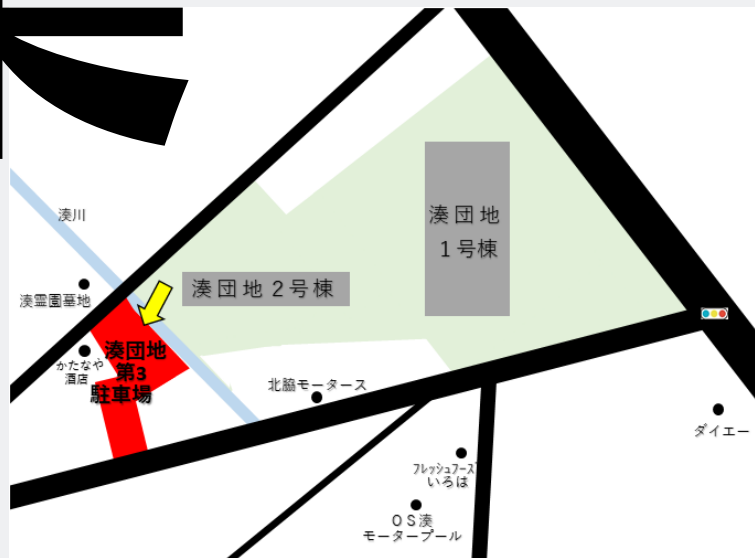 湊川
湊団地
1号棟
湊団地2号棟
湊霊園墓地
湊団地
第3
駐車場
かたなや
酒店
北脇モータース
ダイエー
フレッシュフーズ
いろは
OS湊
モータープール